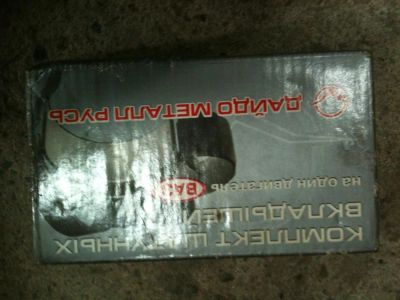 КОМПЛЕКТ ШАТУННЫХ
ВКЛАДЫШЕЙ
на один двигатель ВАЗ
ДАЙДО МЕТАЛЛ РУСЬ